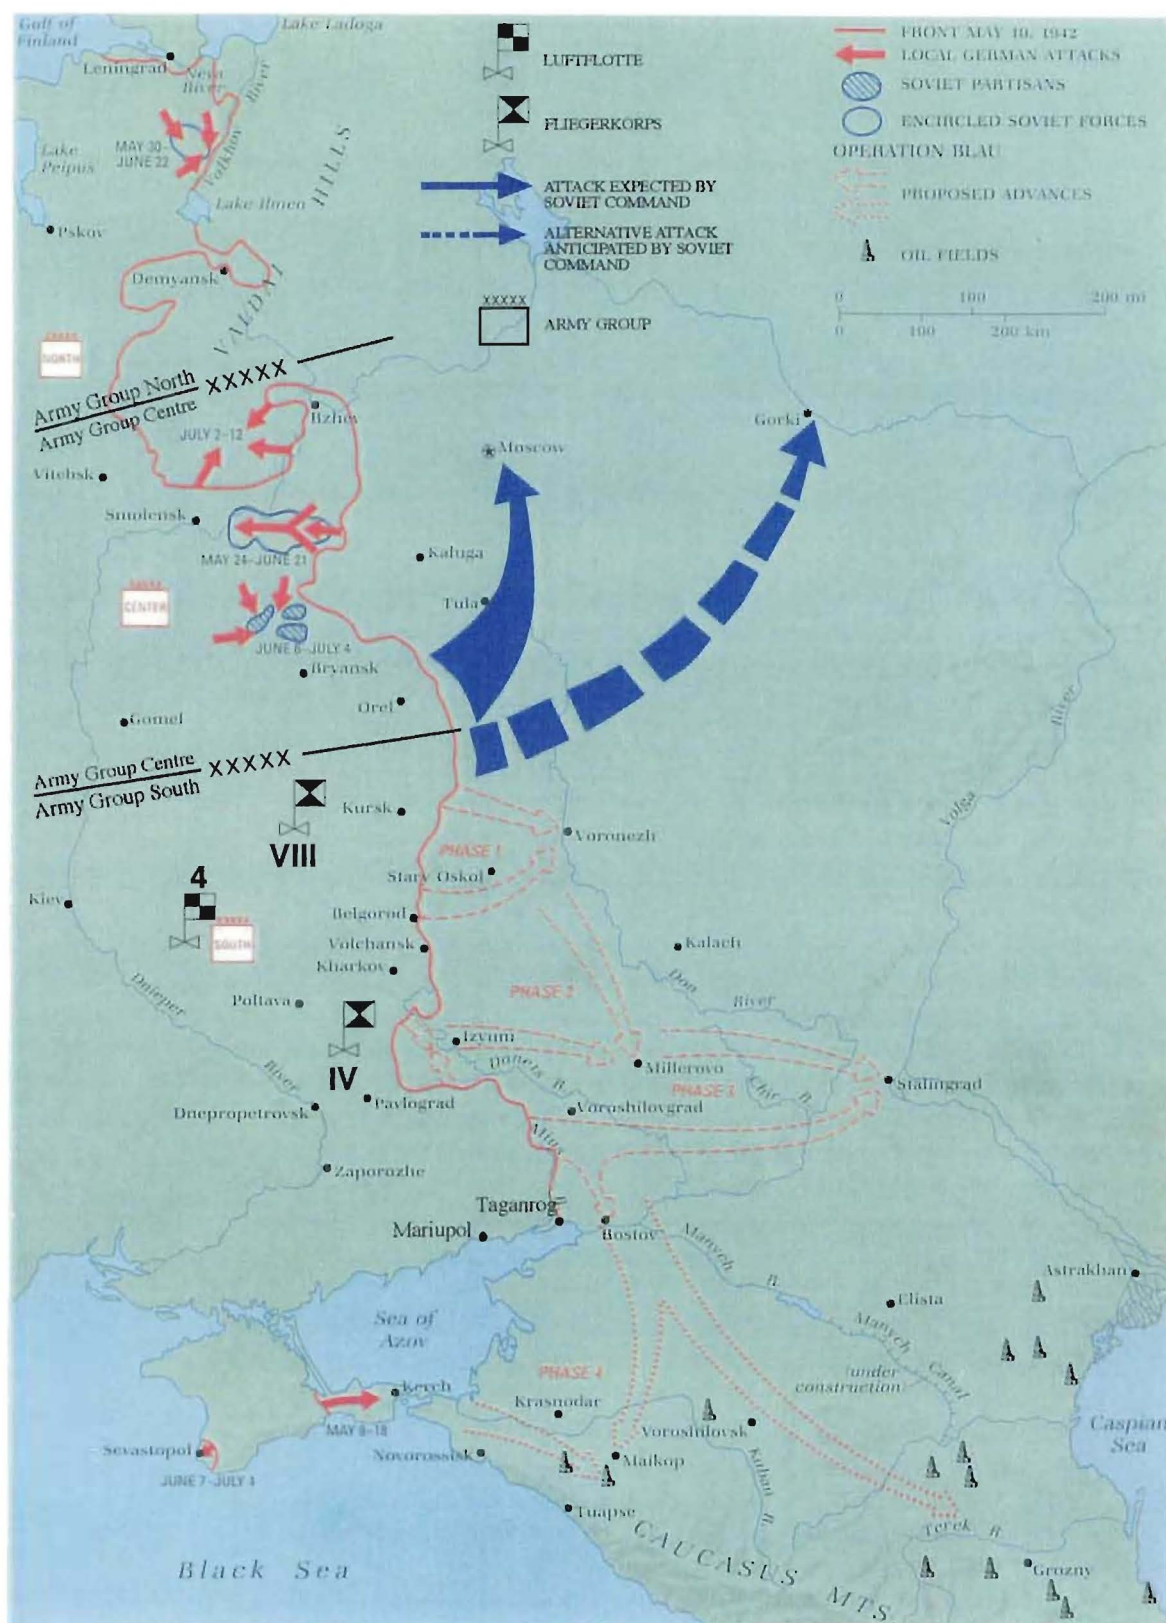 Gulf of
Finland
Lake Ladoga
Leningrad
Neva
River
River
Volkhov
MAY 30–
JUNE 22
Lake
Peipus
Lake Ilmen
Pskov
Demyansk
VALDAI
HILLS
LUFTFLOTTE
FLIEGERKORPS
ATTACK EXPECTED BY
SOVIET COMMAND
ALTERNATIVE ATTACK
ANTICIPATED BY SOVIET
COMMAND
XXXXX
ARMY GROUP
FRONT MAY 10, 1942
LOCAL GERMAN ATTACKS
SOVIET PARTISANS
ENCIRCLED SOVIET FORCES
OPERATION BLAU
PROPOSED ADVANCES
OIL FIELDS
0 100 200 mi
0 100 200 km
XXXXX
NORTH
Army Group North
XXXXX
Army Group Centre
Rzhev
JULY 2–12
Gorki
Moscow
Vitebsk
Smolensk
MAY 24–JUNE 21
Kaluga
Tula
XXXXX
CENTER
JUNE 6–JULY 4
Bryansk
Orel
Gomel
Army Group Centre
XXXXX
Army Group South
Volga
River
VIII
Kursk
Voronezh
PHASE 1
Stary Oskol
4
Kiev
XXXXX
SOUTH
Belgorod
Volchansk
Kharkov
Kalach
Dnieper
River
Poltava
PHASE 2
Don
River
IV
Izyum
Donets R.
Millerovo
PHASE 3
Chir R.
Stalingrad
Pavlograd
Dnepropetrovsk
Voroshilovgrad
Mius
R.
Zaporozhe
Taganrog
Mariupol
Rostov
Manych R.
Astrakhan
Elista
Manych Canal
(under
construction)
Sea of
Azov
PHASE 4
Kerch
MAY 8–18
Krasnodar
Voroshilovsk
Kuban R.
Caspian
Sea
Sevastopol
JUNE 7–JULY 4
Novorossisk
Maikop
Tuapse
Terek R.
Grozny
CAUCASUS MTS
Black Sea